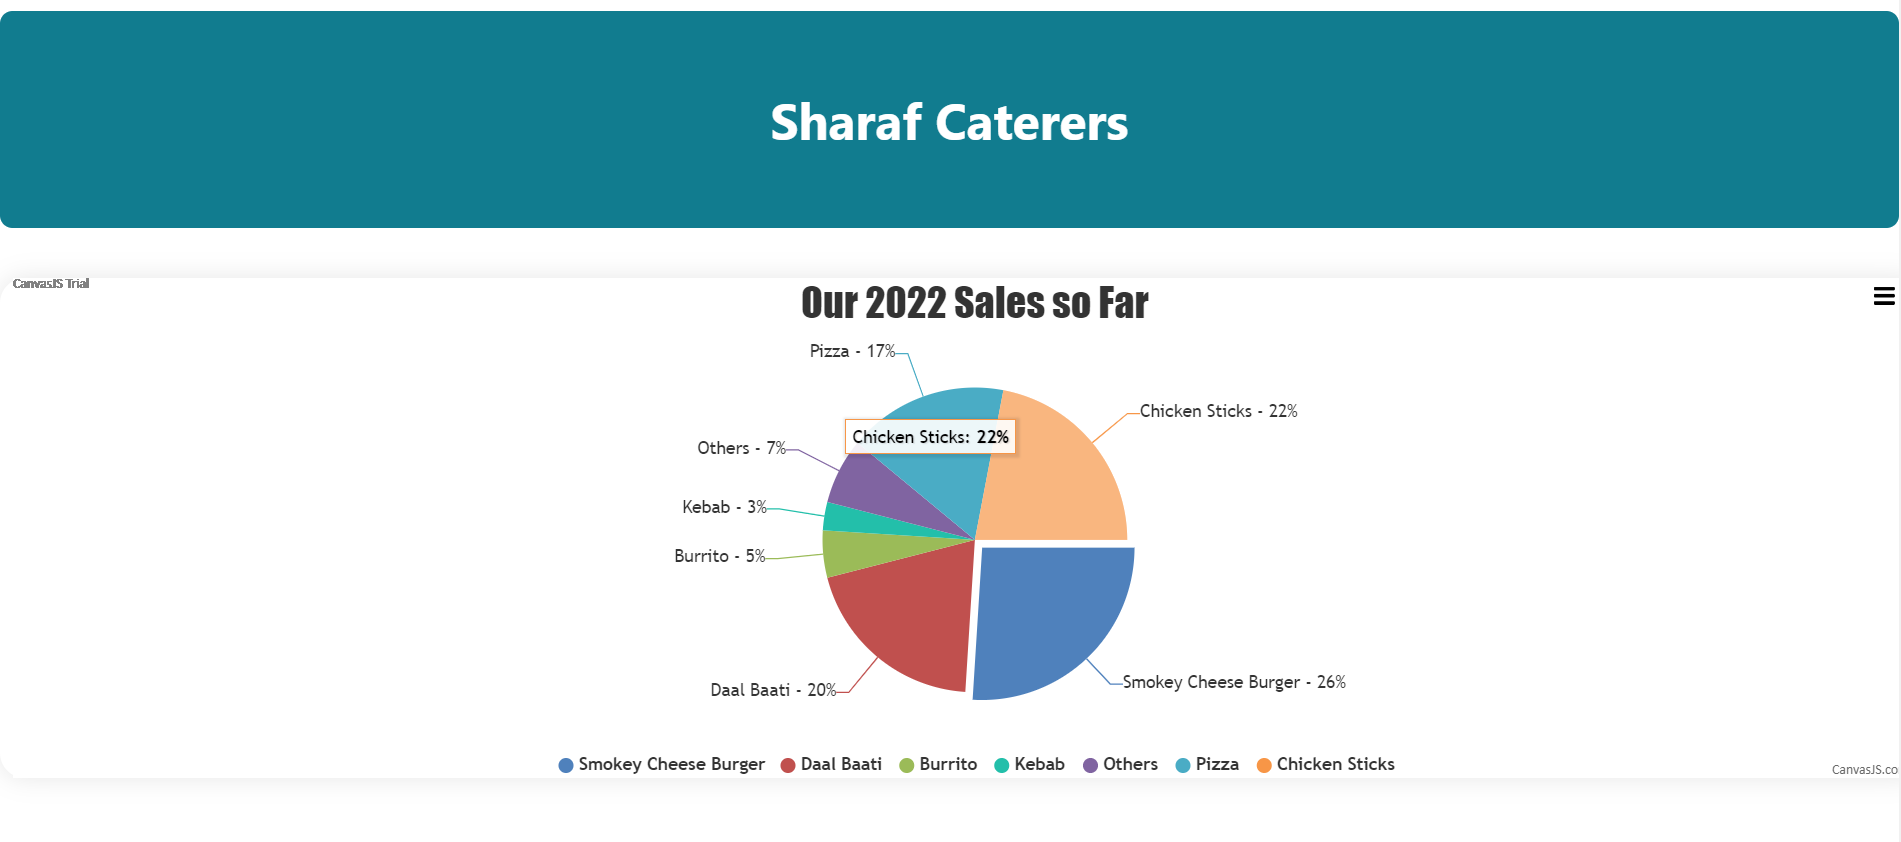 Sharaf Caterers
CanvasJS Trial
Our 2022 Sales so Far
Pizza - 17%
Chicken Sticks - 22%
Chicken Sticks: 22%
Others - 7%
Kebab - 3%
Burrito - 5%
Smokey Cheese Burger - 26%
Daal Baati - 20%
Smokey Cheese Burger Daal Baati Burrito Kebab Others Pizza Chicken Sticks
CanvasJS.co